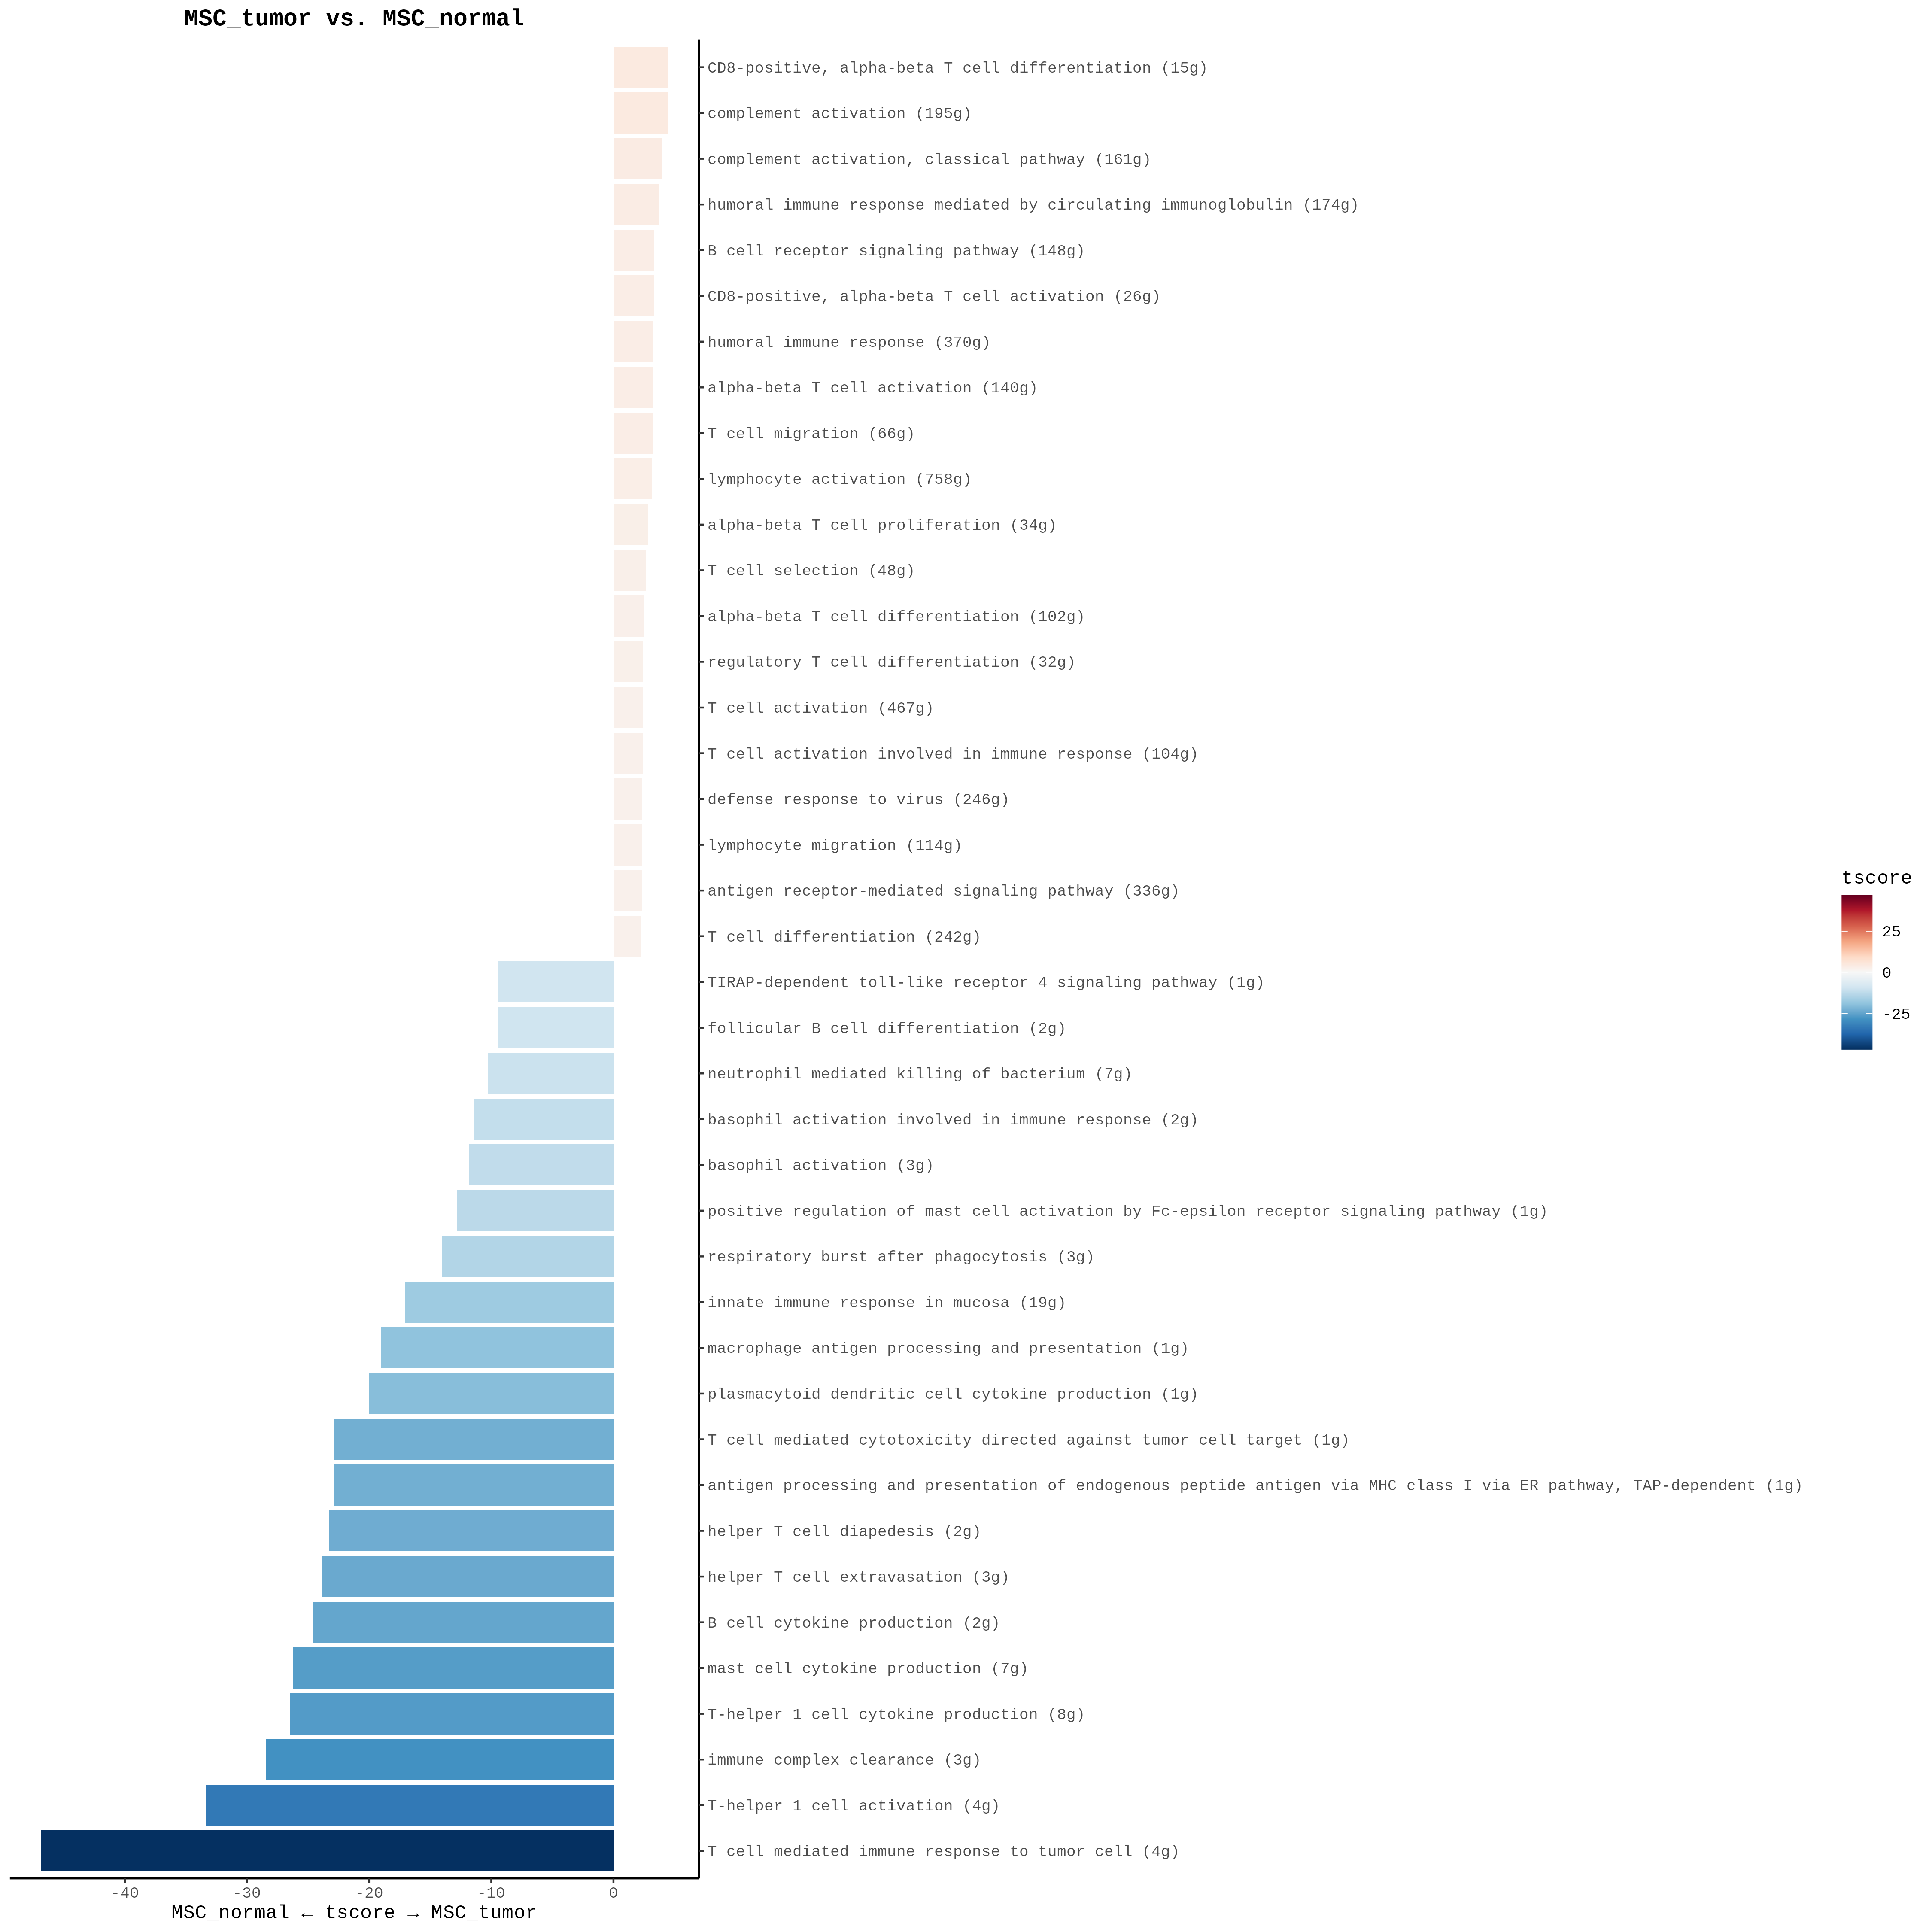 MSC_tumor vs. MSC_normal
CD8-positive, alpha-beta T cell differentiation (15g)
complement activation (195g)
complement activation, classical pathway (161g)
humoral immune response mediated by circulating immunoglobulin (174g)
B cell receptor signaling pathway (148g)
CD8-positive, alpha-beta T cell activation (26g)
humoral immune response (370g)
alpha-beta T cell activation (140g)
T cell migration (66g)
lymphocyte activation (758g)
alpha-beta T cell proliferation (34g)
T cell selection (48g)
alpha-beta T cell differentiation (102g)
regulatory T cell differentiation (32g)
T cell activation (467g)
T cell activation involved in immune response (104g)
defense response to virus (246g)
lymphocyte migration (114g)
antigen receptor-mediated signaling pathway (336g)
T cell differentiation (242g)
TIRAP-dependent toll-like receptor 4 signaling pathway (1g)
follicular B cell differentiation (2g)
neutrophil mediated killing of bacterium (7g)
basophil activation involved in immune response (2g)
basophil activation (3g)
positive regulation of mast cell activation by Fc-epsilon receptor signaling pathway (1g)
respiratory burst after phagocytosis (3g)
innate immune response in mucosa (19g)
macrophage antigen processing and presentation (1g)
plasmacytoid dendritic cell cytokine production (1g)
T cell mediated cytotoxicity directed against tumor cell target (1g)
antigen processing and presentation of endogenous peptide antigen via MHC class I via ER pathway, TAP-dependent (1g)
helper T cell diapedesis (2g)
helper T cell extravasation (3g)
B cell cytokine production (2g)
mast cell cytokine production (7g)
T-helper 1 cell cytokine production (8g)
immune complex clearance (3g)
T-helper 1 cell activation (4g)
T cell mediated immune response to tumor cell (4g)
-40 -30 -20 -10 0
MSC_normal ← tscore → MSC_tumor
tscore
25
0
-25